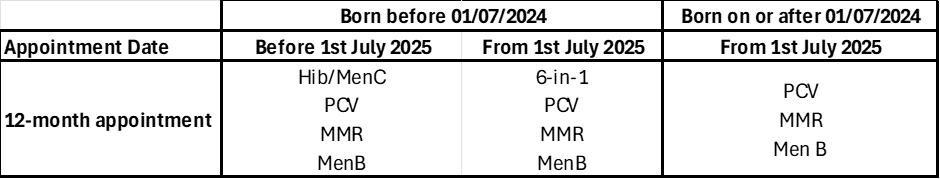 Born before 01/07/2024 Born on or after 01/07/2024
Appointment Date Before 1st July 2025 From 1st July 2025 From 1st July 2025
12-month appointment
Hib/MenC
PCV
MMR
MenB
6-in-1
PCV
MMR
MenB
PCV
MMR
Men B